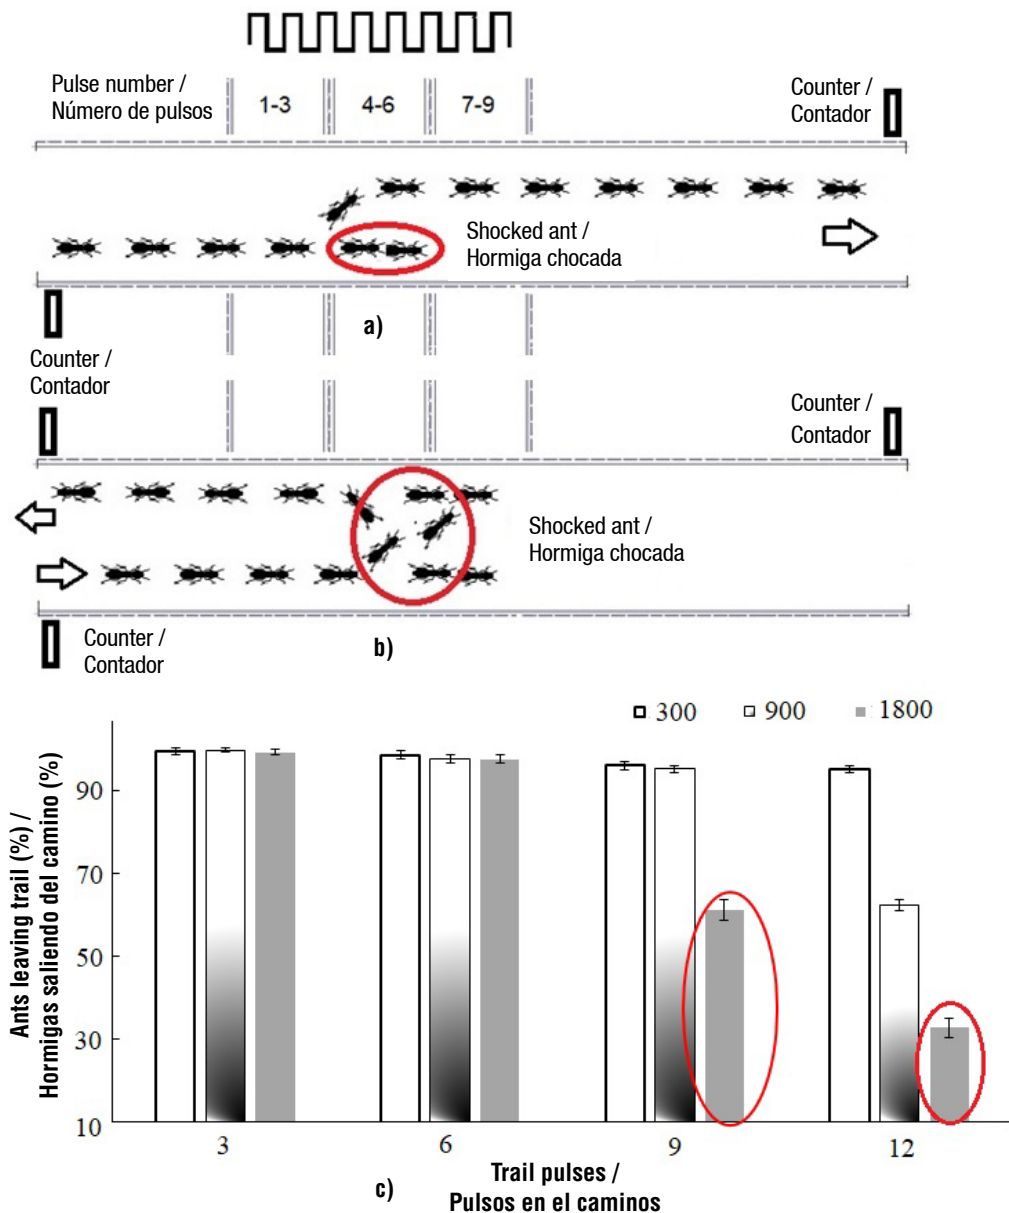 Pulse number /
Número de pulsos
1-3
4-6
7-9
Counter /
Contador
Shocked ant /
Hormiga chocada
a)
Counter /
Contador
Counter /
Contador
Shocked ant /
Hormiga chocada
Counter /
Contador
b)
300
900
1800
Ants leaving trail (%) /
Hormigas saliendo del camino (%)
90
70
50
30
10
3
6
9
12
Trail pulses /
Pulsos en el caminos
c)